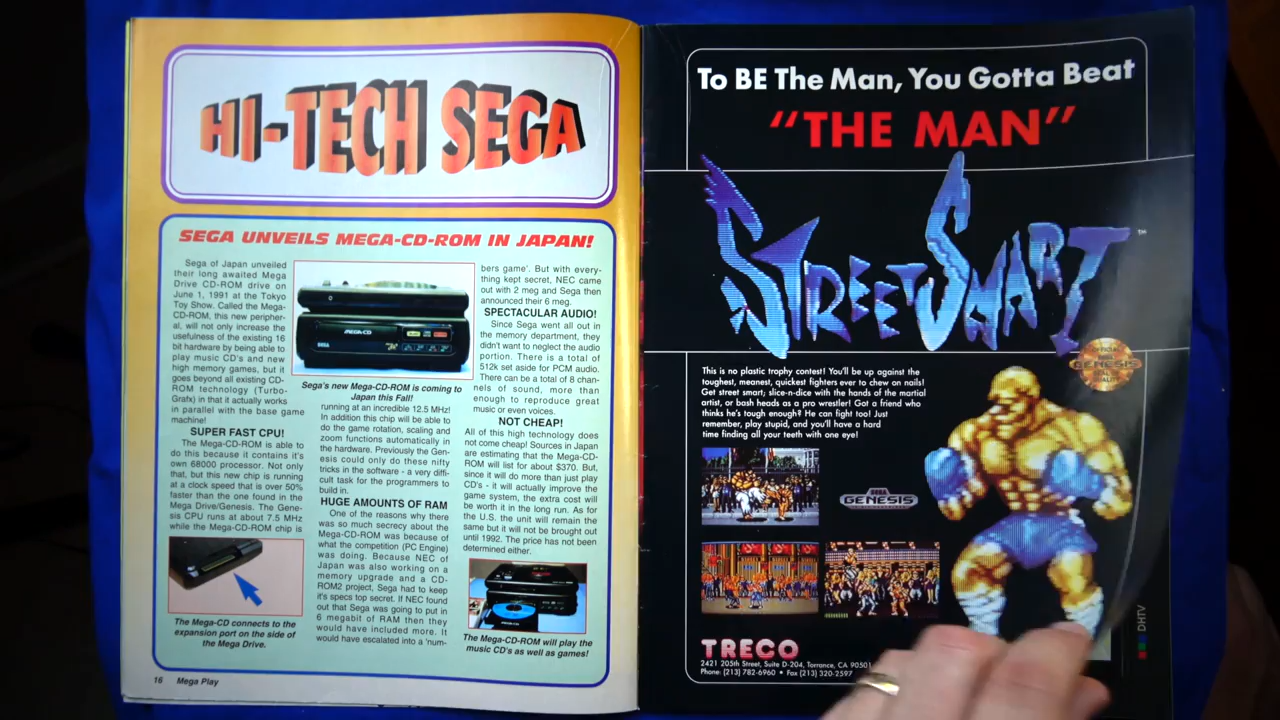 HI-TECH SEGA
SEGA UNVEILS MEGA-CD-ROM IN JAPAN!
Sega of Japan unveiled
their long awaited Mega
Drive CD-ROM drive on
June 1, 1991 at the Tokyo
Toy Show. Called the Mega-
CD-ROM, this new peripher-
al, will not only increase the
usefulness of the existing 16
bit hardware by being able to
play music CD's and new
high memory games, but it
goes beyond all existing CD-
ROM technology (Turbo-
Grafx) in that it actually works
in parallel with the base game
machine!
SUPER FAST CPU!
The Mega-CD-ROM is able to
do this because it contains it's
own 68000 processor. Not only
that, but this new chip is running
at a clock speed that is over 50%
faster than the one found in the
Mega Drive/Genesis. The Gene-
sis CPU runs at about 7.5 MHz
while the Mega-CD-ROM chip is
The Mega-CD connects to the
expansion port on the side of
the Mega Drive.
MEGA-CD
SEGA
Sega's new Mega-CD-ROM is coming to
Japan this Fall!
running at an incredible 12.5 MHz!
In addition this chip will be able to
do the game rotation, scaling and
zoom functions automatically in
the hardware. Previously the Gen-
esis could only do these nifty
tricks in the software - a very diffi-
cult task for the programmers to
build in.
HUGE AMOUNTS OF RAM
One of the reasons why there
was so much secrecy about the
Mega-CD-ROM was because of
what the competition (PC Engine)
was doing. Because NEC of
Japan was also working on a
memory upgrade and a CD-
ROM2 project, Sega had to keep
it's specs top secret. If NEC found
out that Sega was going to put in
6 megabit of RAM then they
would have included more. It
would have escalated into a 'num-
bers game'. But with every-
thing kept secret, NEC came
out with 2 meg and Sega then
announced their 6 meg.
SPECTACULAR AUDIO!
Since Sega went all out in
the memory department, they
didn't want to neglect the audio
portion. There is a total of
512k set aside for PCM audio.
There can be a total of 8 chan-
nels of sound, more than
enough to reproduce great
music or even voices.
NOT CHEAP!
All of this high technology does
not come cheap! Sources in Japan
are estimating that the Mega-CD-
ROM will list for about $370. But,
since it will do more than just play
CD's - it will actually improve the
game system, the extra cost will
be worth it in the long run. As for
the U.S. the unit will remain the
same but it will not be brought out
until 1992. The price has not been
determined either.
The Mega-CD-ROM will play the
music CD's as well as games!
16 Mega Play
To BE The Man, You Gotta Beat
"THE MAN"
STREET SMART
TM
OFFICIAL
SEGA
GENESIS
QUALITY
This is no plastic trophy contest! You'll be up against the
toughest, meanest, quickest fighters ever to chew on nails!
Get street smart; slice-n-dice with the hands of the martial
artist, or bash heads as a pro wrestler! Got a friend who
thinks he's tough enough? He can fight too! Just
remember, play stupid, and you'll have a hard
time finding all your teeth with one eye!
SEGA
GENESIS
DHTV
TRECO
2421 205th Street, Suite D-204, Torrance, CA 90501
Phone: (213) 782-6960 • Fax (213) 320-2597